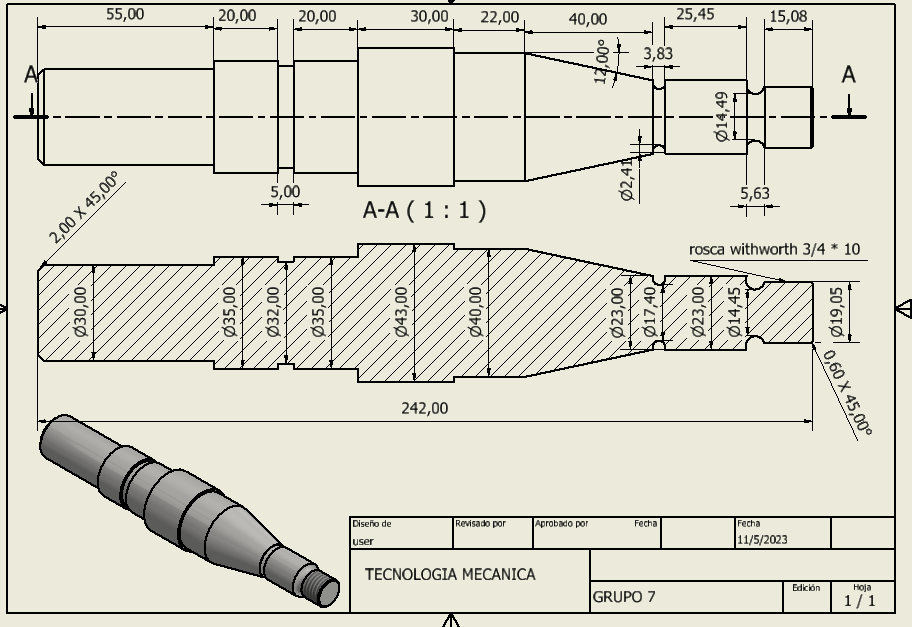 55,00
20,00
20,00
30,00
22,00
40,00
25,45
15,08
12,00°
3,83
A
A
Ø14,49
Ø2,41
5,00
5,63
2,00 X 45,00°
A-A ( 1 : 1 )
rosca withworth 3/4 * 10
Ø30,00
Ø35,00
Ø32,00
Ø35,00
Ø43,00
Ø40,00
Ø23,00
Ø17,40
Ø23,00
Ø14,45
Ø19,05
0,60 X 45,00°
242,00
Diseño de
user
Revisado por
Aprobado por
Fecha
Fecha
11/5/2023
TECNOLOGIA MECANICA
GRUPO 7
Edición
Hoja
1 / 1